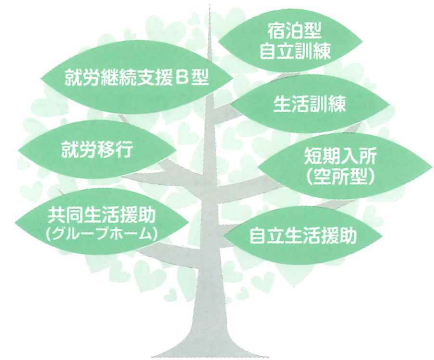 宿泊型
自立訓練
就労継続支援B型
生活訓練
就労移行
短期入所
(空所型)
共同生活援助
(グループホーム)
自立生活援助